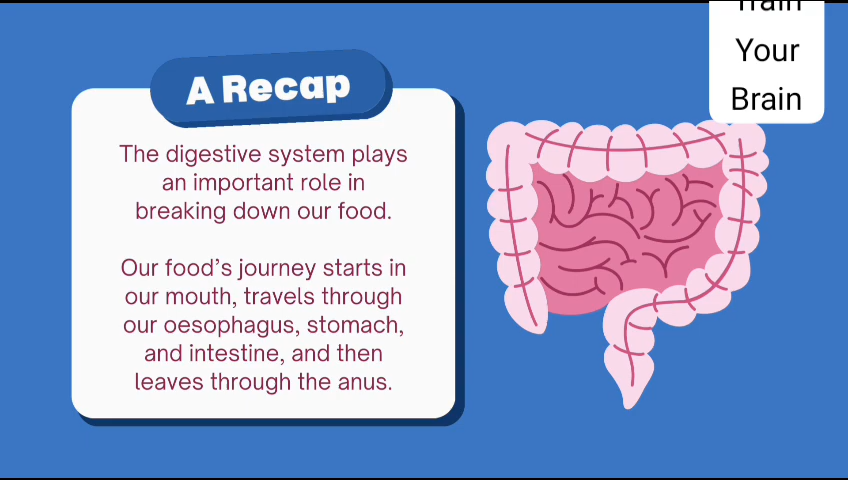 Train
Your
Brain
A Recap
The digestive system plays
an important role in
breaking down our food.
Our food's journey starts in
our mouth, travels through
our oesophagus, stomach,
and intestine, and then
leaves through the anus.